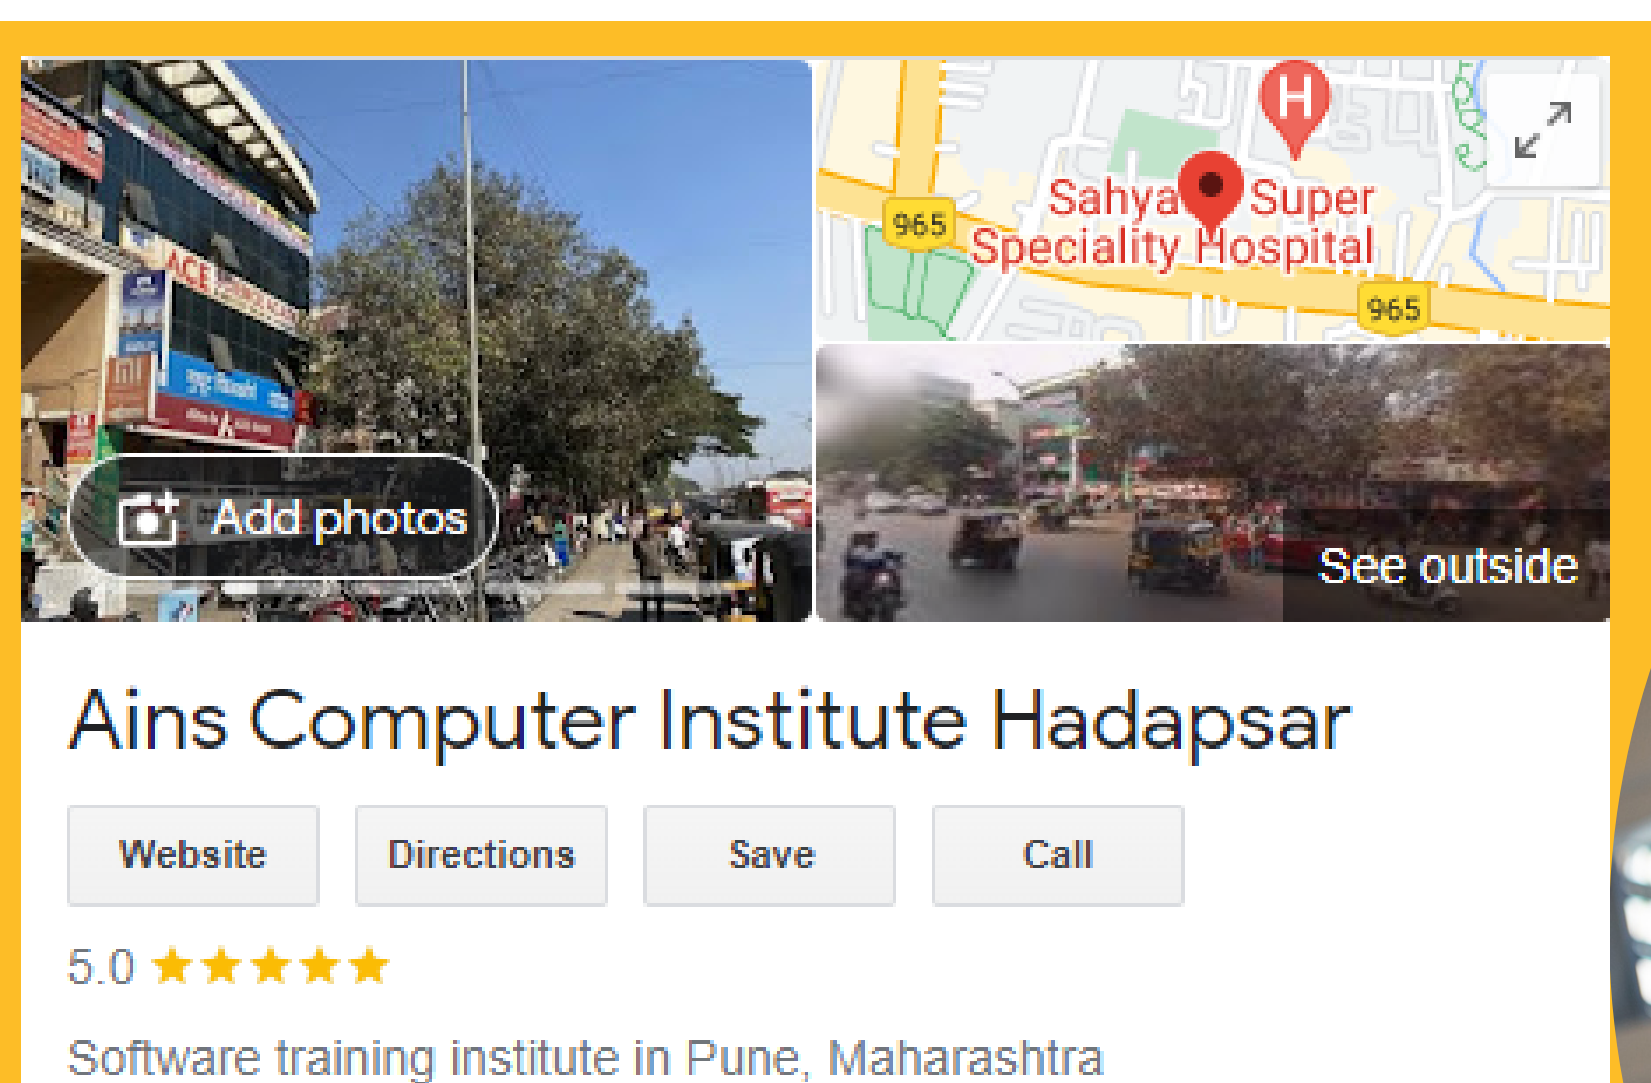 ACE
Add photos
H
Sahya Super
Speciality Hospital
965
965
See outside
Ains Computer Institute Hadapsar
Website
Directions
Save
Call
5.0
Software training institute in Pune, Maharashtra